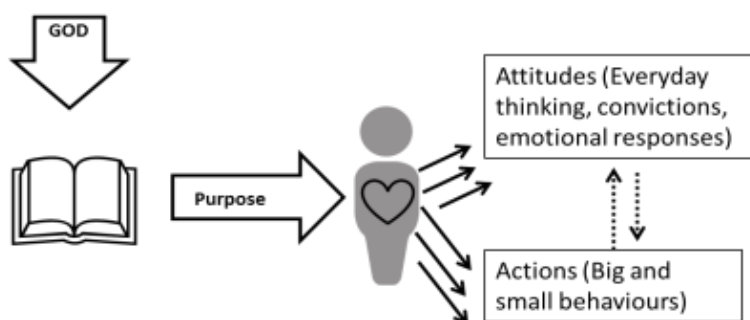 GOD
Purpose
Attitudes (Everyday
thinking, convictions,
emotional responses)
Actions (Big and
small behaviours)